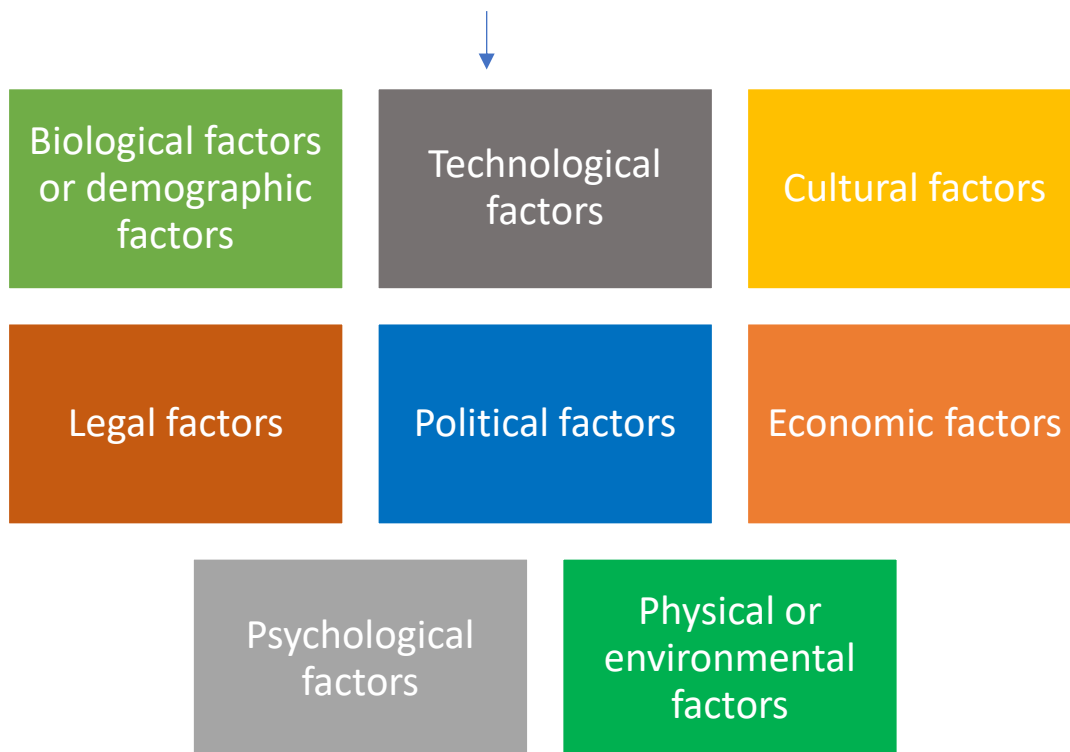 Biological factors
or demographic
factors
Technological
factors
Cultural factors
Legal factors
Political factors
Economic factors
Psychological
factors
Physical or
environmental
factors